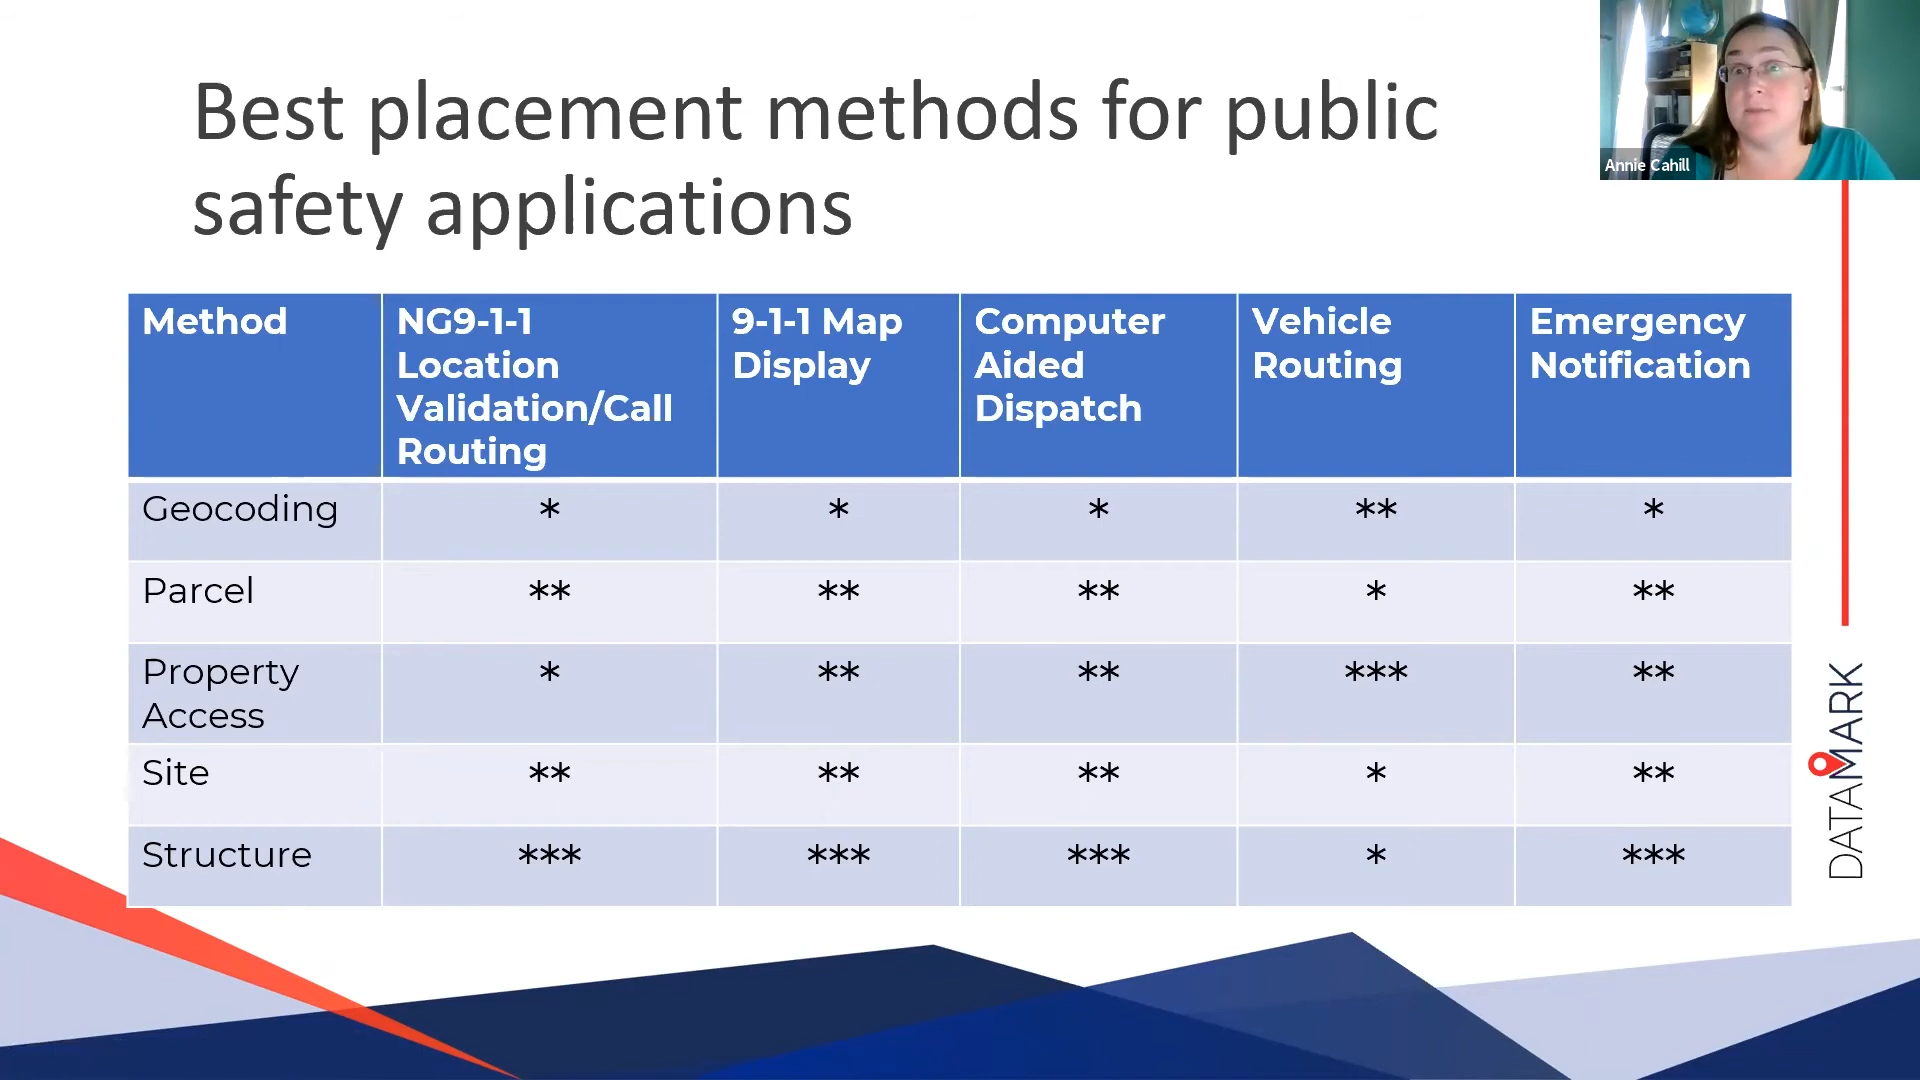 Best placement methods for public
safety applications
Annie Cahill
Method
NG9-1-1
Location
Validation/Call
Routing
9-1-1 Map
Display
Computer
Aided
Dispatch
Vehicle
Routing
Emergency
Notification
Geocoding * * * ** *
Parcel ** ** ** * **
Property
Access
* ** ** *** **
Site ** ** ** * **
Structure *** *** *** * ***
DATAMARK